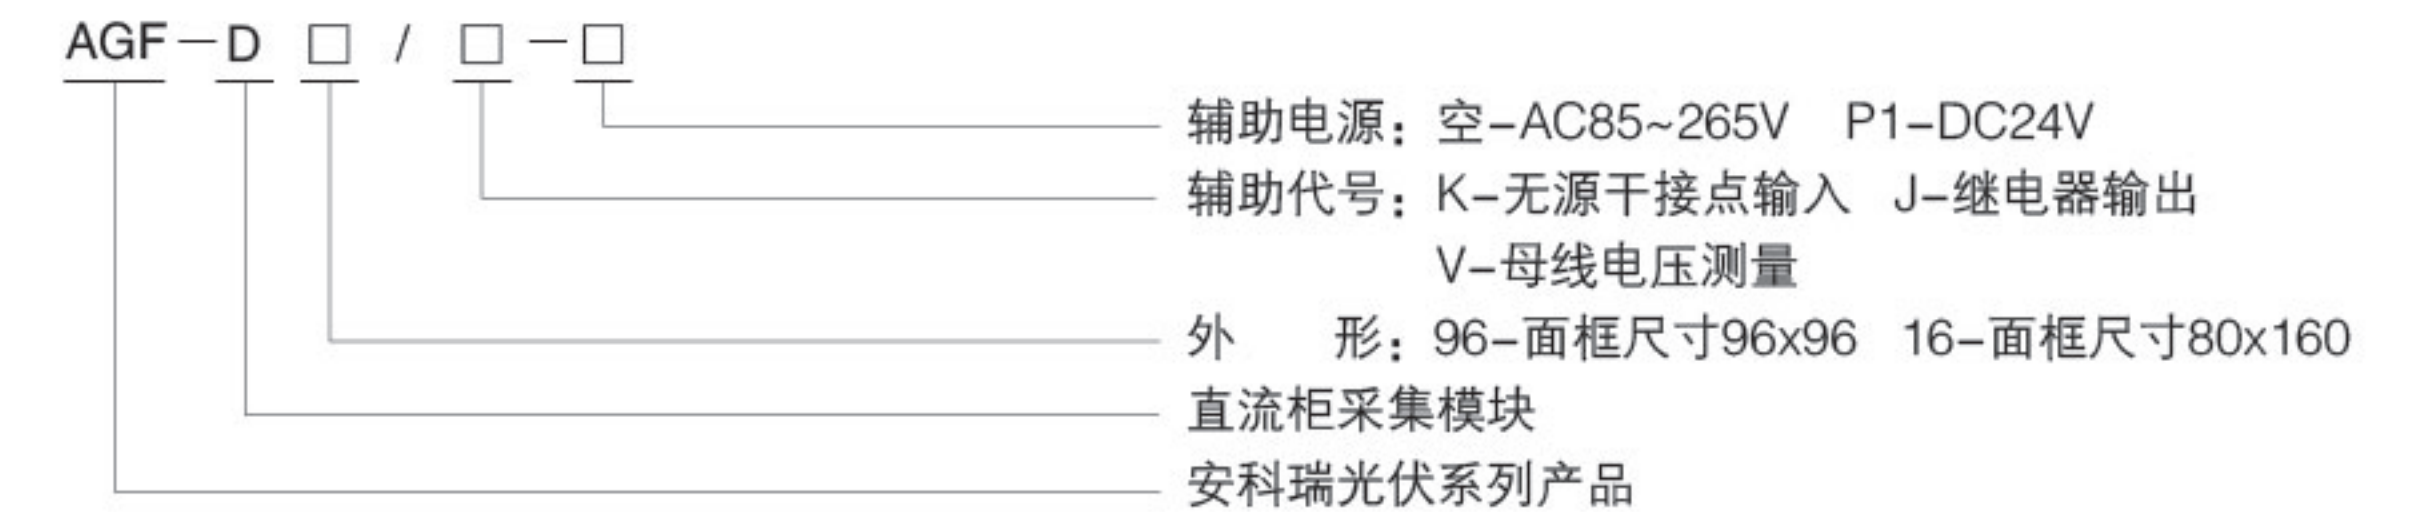 AGF－D □ / □－□
辅助电源：空-AC85~265V P1-DC24V
辅助代号：K-无源干接点输入 J-继电器输出
V-母线电压测量
外 形：96-面框尺寸96x96 16-面框尺寸80x160
直流柜采集模块
安科瑞光伏系列产品